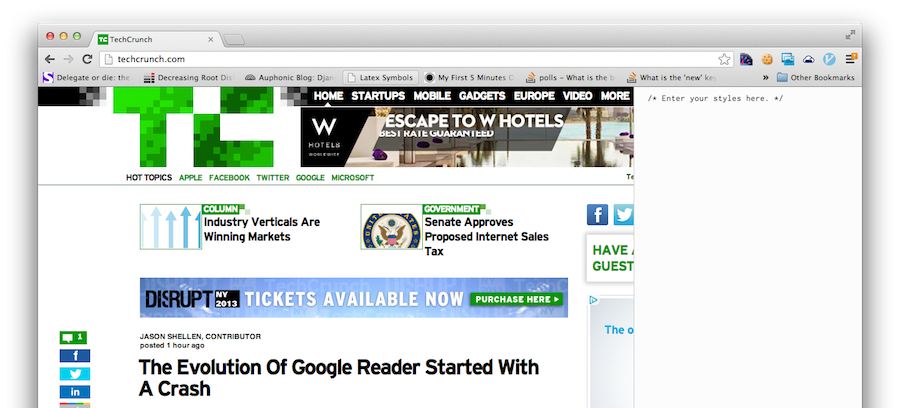 TC TechCrunch
techcrunch.com
Delegate or die: the
Decreasing Root Dis
Auphonic Blog: Djan
Latex Symbols
My First 5 Minutes O
polls – What is the b
What is the 'new' key
» Other Bookmarks
TC
HOME STARTUPS MOBILE GADGETS EUROPE VIDEO MORE
/* Enter your styles here. */
W
HOTELS
WORLDWIDE
ESCAPE TO W HOTELS
BEST RATE GUARANTEED
HOT TOPICS APPLE FACEBOOK TWITTER GOOGLE MICROSOFT
Te
COLUMN
Industry Verticals Are
Winning Markets
GOVERNMENT
Senate Approves
Proposed Internet Sales
Tax
HAVE A
GUEST
DISRUPT NY 2013 TICKETS AVAILABLE NOW PURCHASE HERE
The o
1
JASON SHELLEN, CONTRIBUTOR
posted 1 hour ago
The Evolution Of Google Reader Started With
A Crash
in